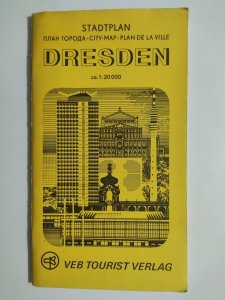 STADTPLAN
ПЛАН ГОРОДА-CITY-MAP-PLAN DE LA VILLE
DRESDEN
ca. 1:20 000
VEB TOURIST VERLAG